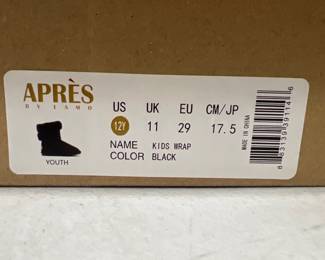 APRÈS
BY LAMO
YOUTH
US UK EU CM/JP
12Y 11 29 17.5
NAME KIDS WRAP
COLOR BLACK
MADE IN CHINA